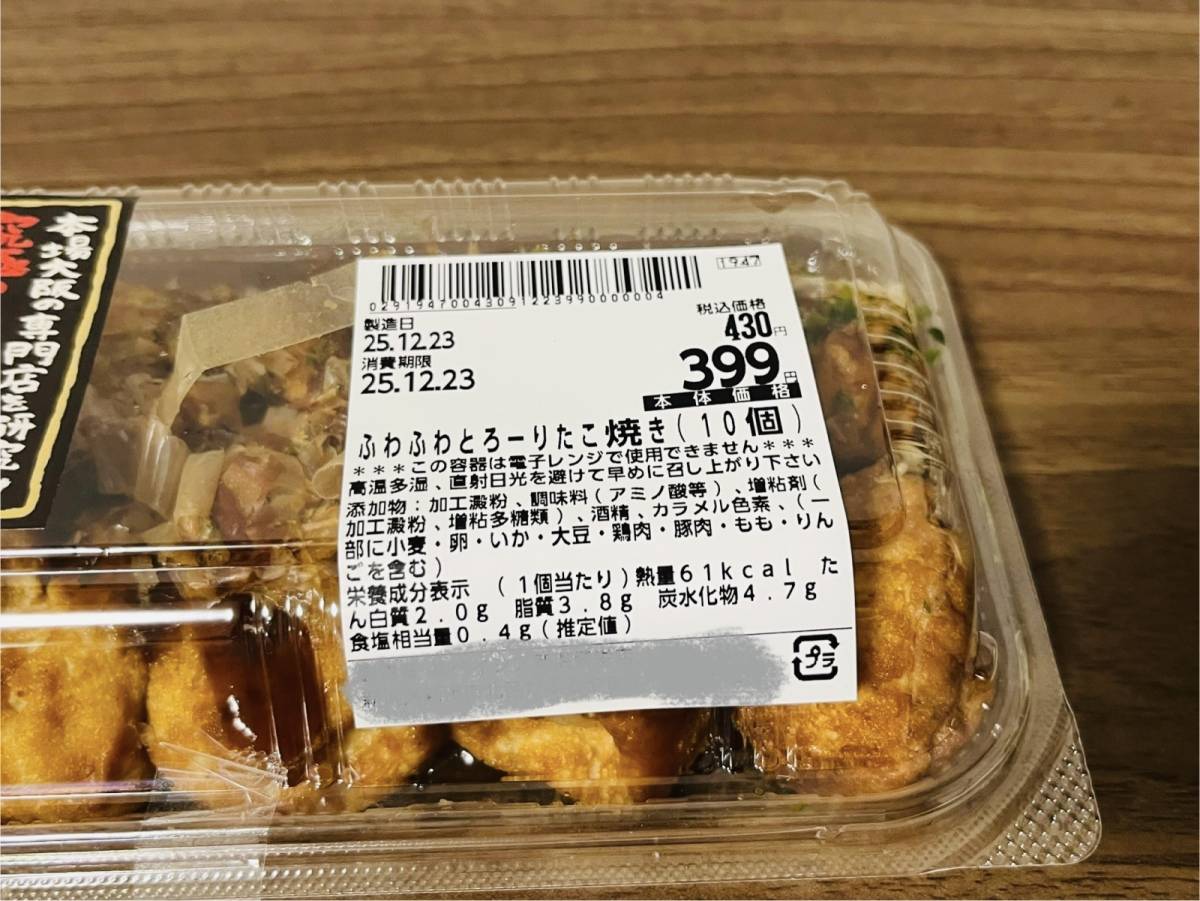 本場大阪の専門店を研究
0291947004309122399000000004
1947
製造日
25.12.23
消費期限
25.12.23
税込価格
430円
399円
本体価格
ふわふわとろーりたこ焼き(10個)
***この容器は電子レンジで使用できません***
高温多湿、直射日光を避けて早めに召し上がり下さい
添加物:加工澱粉、調味料(アミノ酸等)、増粘剤(
加工澱粉、増粘多糖類)、酒精、カラメル色素、(一
部に小麦・卵・いか・大豆・鶏肉・豚肉・もも・りん
ごを含む)
栄養成分表示 (1個当たり)熱量61kcal た
ん白質2.0g 脂質3.8g 炭水化物4.7g
食塩相当量0.4g(推定値)
プラ